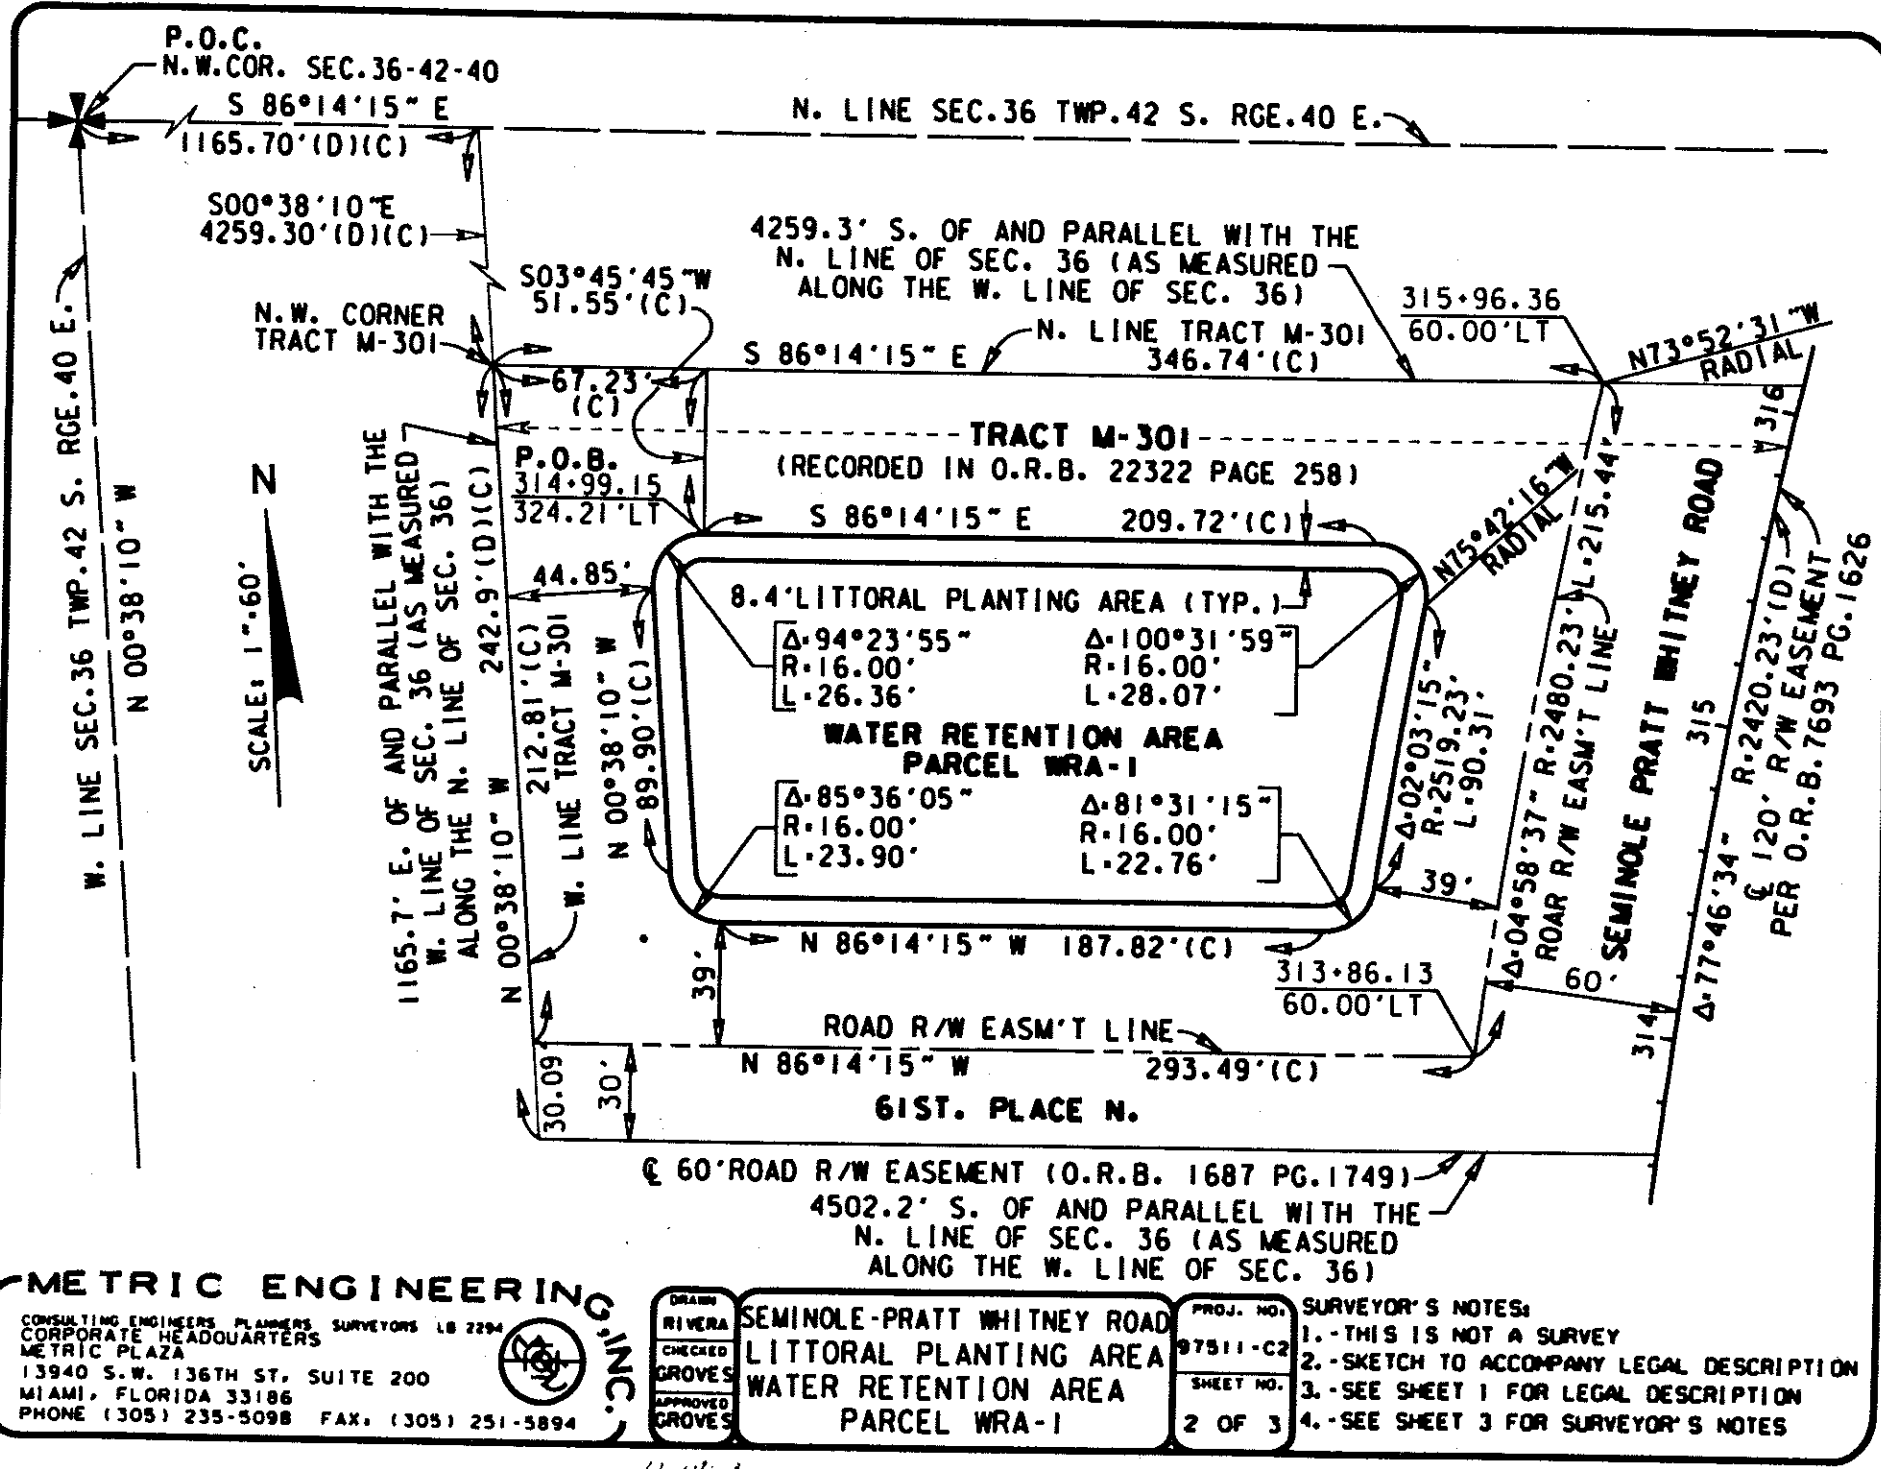 P.O.C.
N.W.COR. SEC.36-42-40
S 86°14'15" E
1165.70'(D)(C)
N. LINE SEC.36 TWP.42 S. RGE.40 E.
S00°38'10"E
4259.30'(D)(C)
4259.3' S. OF AND PARALLEL WITH THE
N. LINE OF SEC. 36 (AS MEASURED
ALONG THE W. LINE OF SEC. 36)
S03°45'45"W
51.55'(C)
N.W. CORNER
TRACT M-301
315+96.36
60.00'LT
N73°52'31"W
RADIAL
N. LINE TRACT M-301
S 86°14'15" E
346.74'(C)
67.23'
(C)
W. LINE SEC.36 TWP.42 S. RGE.40 E.
N 00°38'10" W
N
SCALE: 1"=60'
TRACT M-301
(RECORDED IN O.R.B. 22322 PAGE 258)
P.O.B.
314+99.15
324.21'LT
S 86°14'15" E
209.72'(C)
N75°42'16"W
RADIAL
1165.7' E. OF AND PARALLEL WITH THE
W. LINE OF SEC. 36 (AS MEASURED
ALONG THE N. LINE OF SEC. 36)
N 00°38'10" W
242.9'(D)(C)
212.81'(C)
W. LINE TRACT M-301
44.85'
N 00°38'10" W
89.90'(C)
8.4'LITTORAL PLANTING AREA (TYP.)
Δ=94°23'55"
R=16.00'
L=26.36'
Δ=100°31'59"
R=16.00'
L=28.07'
WATER RETENTION AREA
PARCEL WRA-1
Δ=85°36'05"
R=16.00'
L=23.90'
Δ=81°31'15"
R=16.00'
L=22.76'
Δ=02°03'15"
R=2519.23'
L=90.31'
39'
Δ=04°58'37" R=2480.23' L=215.44'
ROAR R/W EASM'T LINE
SEMINOLE PRATT WHITNEY ROAD
316
315
314
Δ=77°46'34" R=2420.23'(D)
℄ 120' R/W EASEMENT
PER O.R.B.7693 PG.1626
N 86°14'15" W 187.82'(C)
39'
313+86.13
60.00'LT
60'
ROAD R/W EASM'T LINE
N 86°14'15" W
293.49'(C)
30.09'
30'
61ST. PLACE N.
℄ 60'ROAD R/W EASEMENT (O.R.B. 1687 PG.1749)
4502.2' S. OF AND PARALLEL WITH THE
N. LINE OF SEC. 36 (AS MEASURED
ALONG THE W. LINE OF SEC. 36)
METRIC ENGINEERING, INC.
CONSULTING ENGINEERS PLANNERS SURVEYORS LB 2294
CORPORATE HEADQUARTERS
METRIC PLAZA
13940 S.W. 136TH ST. SUITE 200
MIAMI, FLORIDA 33186
PHONE (305) 235-5098 FAX. (305) 251-5894
DRAWN
RIVERA
CHECKED
GROVES
APPROVED
GROVES
SEMINOLE-PRATT WHITNEY ROAD
LITTORAL PLANTING AREA
WATER RETENTION AREA
PARCEL WRA-1
PROJ. NO.
97511-C2
SHEET NO.
2 OF 3
SURVEYOR'S NOTES:
1.-THIS IS NOT A SURVEY
2.-SKETCH TO ACCOMPANY LEGAL DESCRIPTION
3.-SEE SHEET 1 FOR LEGAL DESCRIPTION
4.-SEE SHEET 3 FOR SURVEYOR'S NOTES